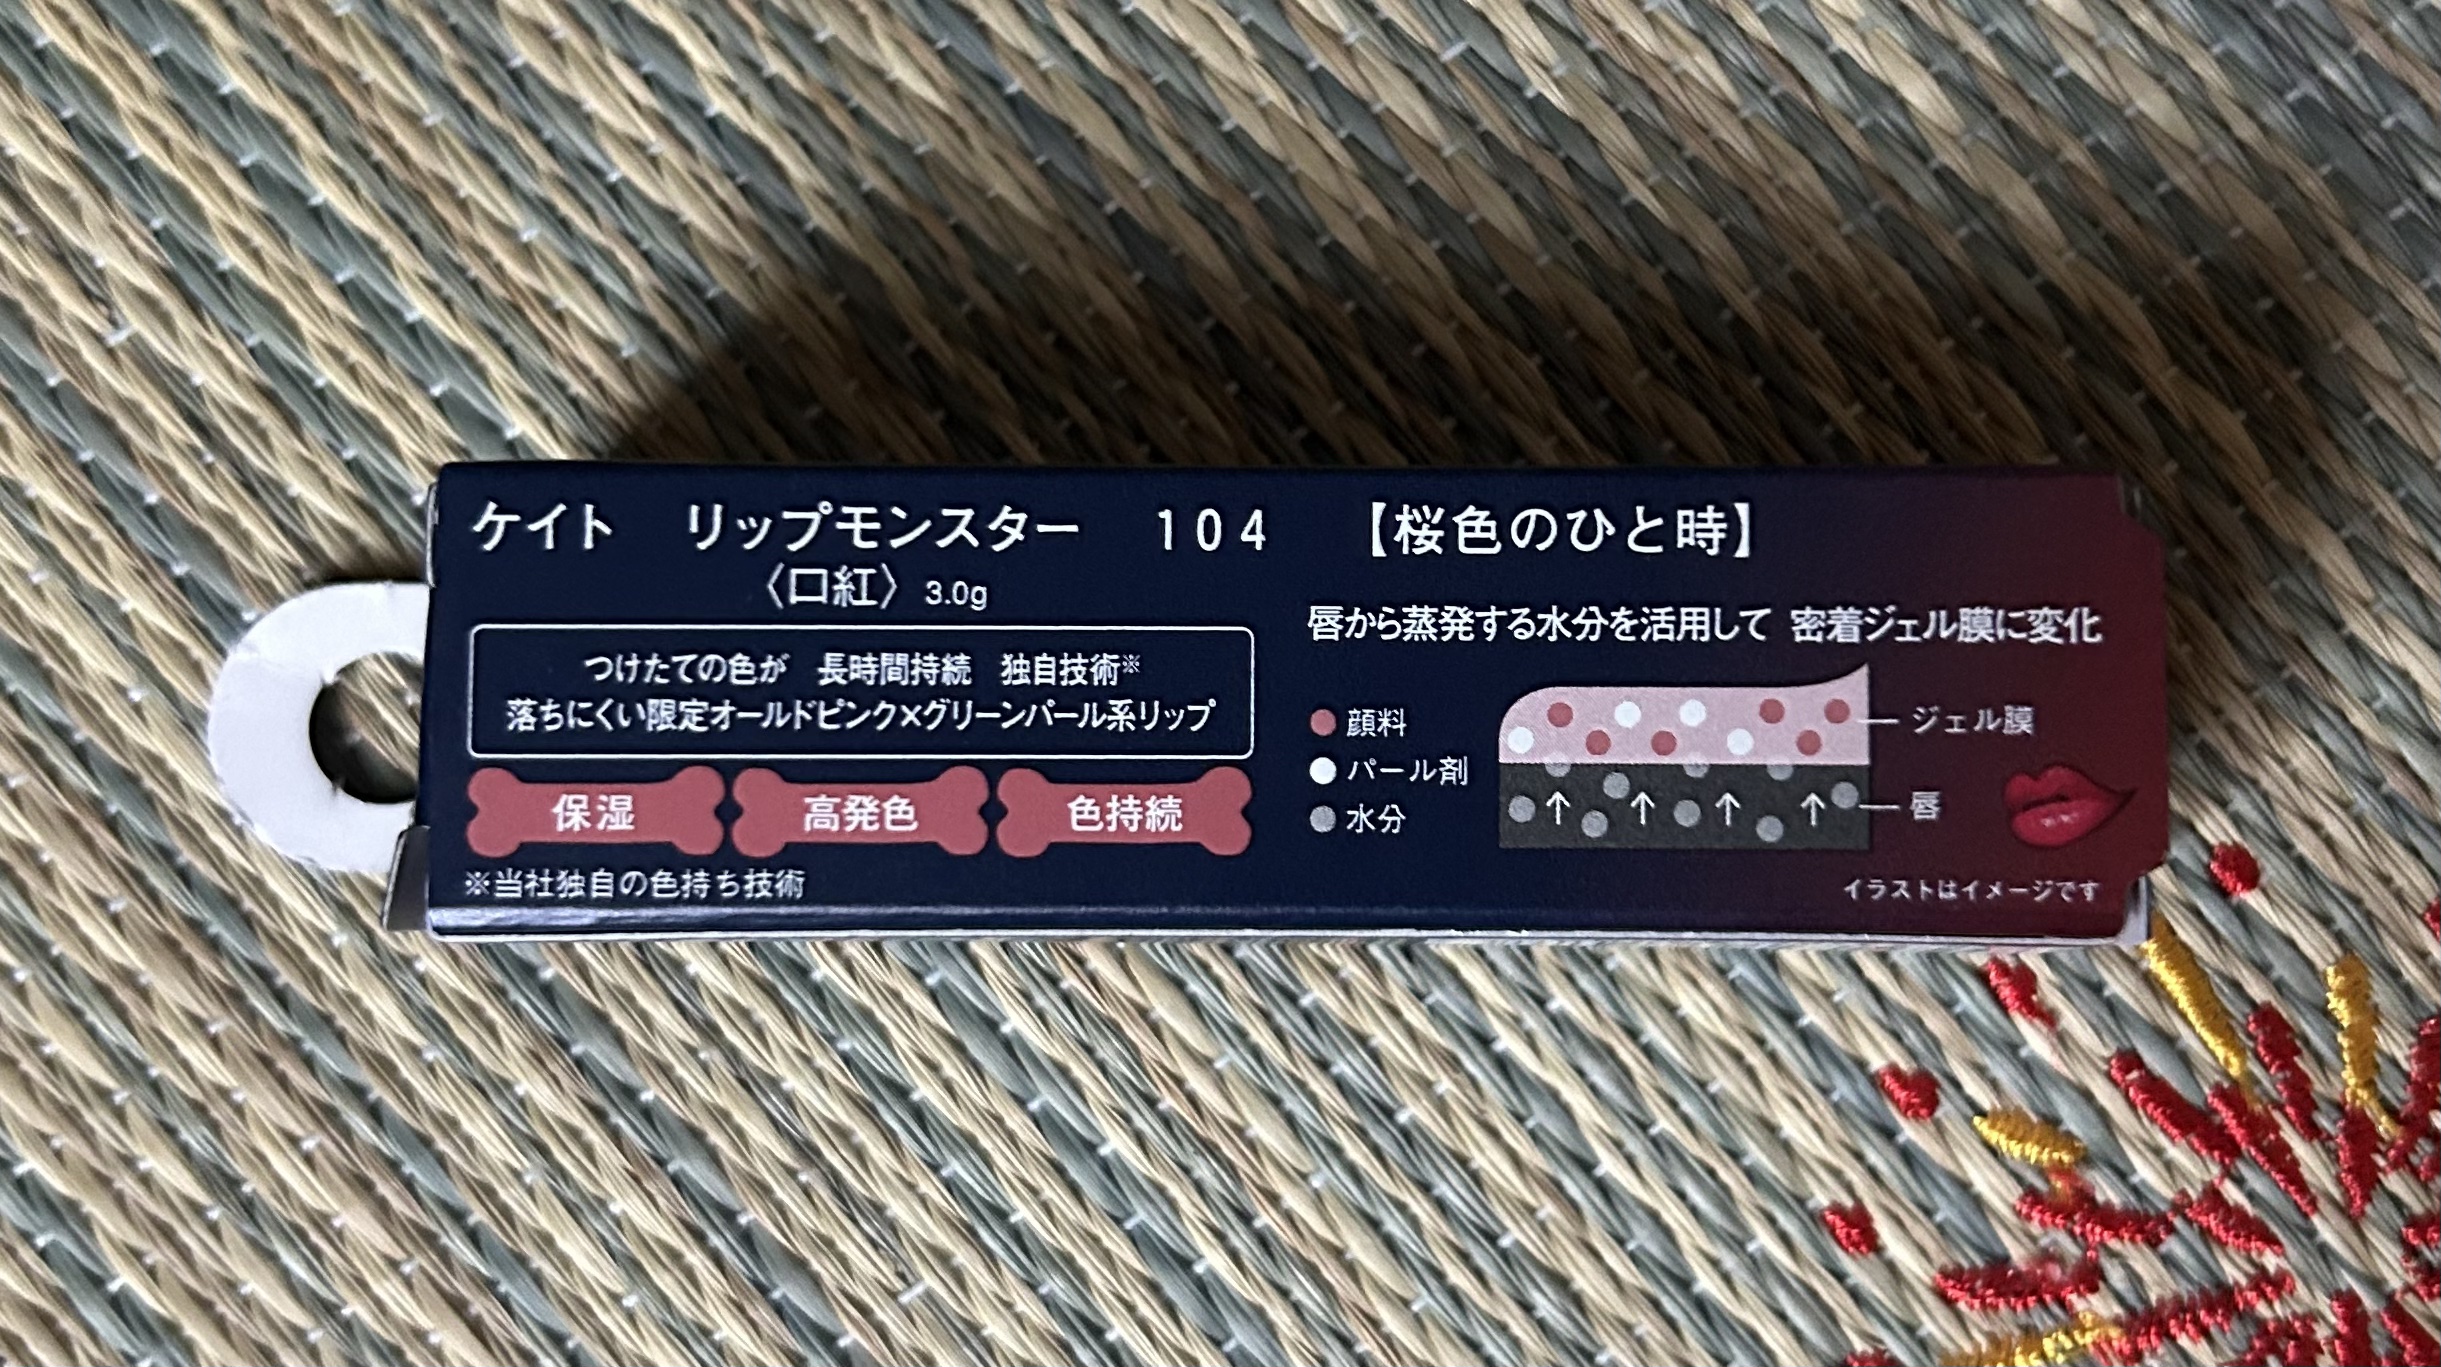 ケイト　リップモンスター　104　【桜色のひと時】
〈口紅〉3.0g
つけたての色が　長時間持続　独自技術※
落ちにくい限定オールドピンク×グリーンパール系リップ
保湿　高発色　色持続
※当社独自の色持ち技術
唇から蒸発する水分を活用して　密着ジェル膜に変化
顔料
パール剤
水分
ジェル膜
唇
イラストはイメージです